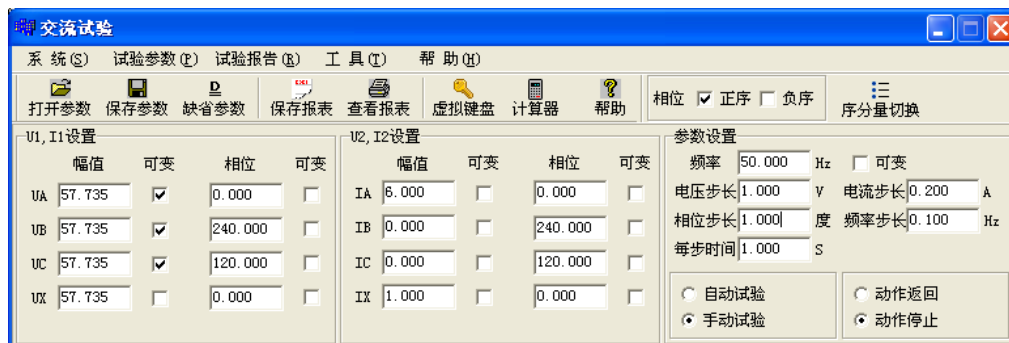 交流试验
系 统(S) 试验参数(P) 试验报告(R) 工 具(T) 帮 助(H)
打开参数 保存参数 缺省参数 保存报表 查看报表 虚拟键盘 计算器 帮助 相位 正序 负序 序分量切换
U1, I1设置 U2, I2设置 参数设置
幅值 可变 相位 可变 幅值 可变 相位 可变 频率 50.000 Hz 可变
UA 57.735 0.000 IA 6.000 0.000 电压步长 1.000 V 电流步长 0.200 A
UB 57.735 240.000 IB 0.000 240.000 相位步长 1.000 度 频率步长 0.100 Hz
UC 57.735 120.000 IC 0.000 120.000 每步时间 1.000 S
UX 57.735 0.000 IX 1.000 0.000 自动试验 动作返回
手动试验 动作停止